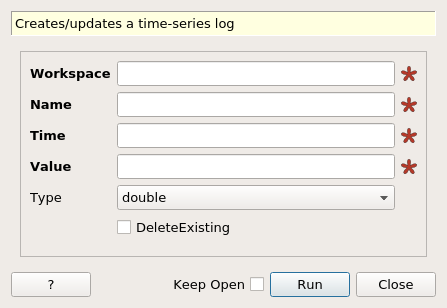 Creates/updates a time-series log
Workspace
Name
Time
Value
Type double
DeleteExisting
? Keep Open Run Close